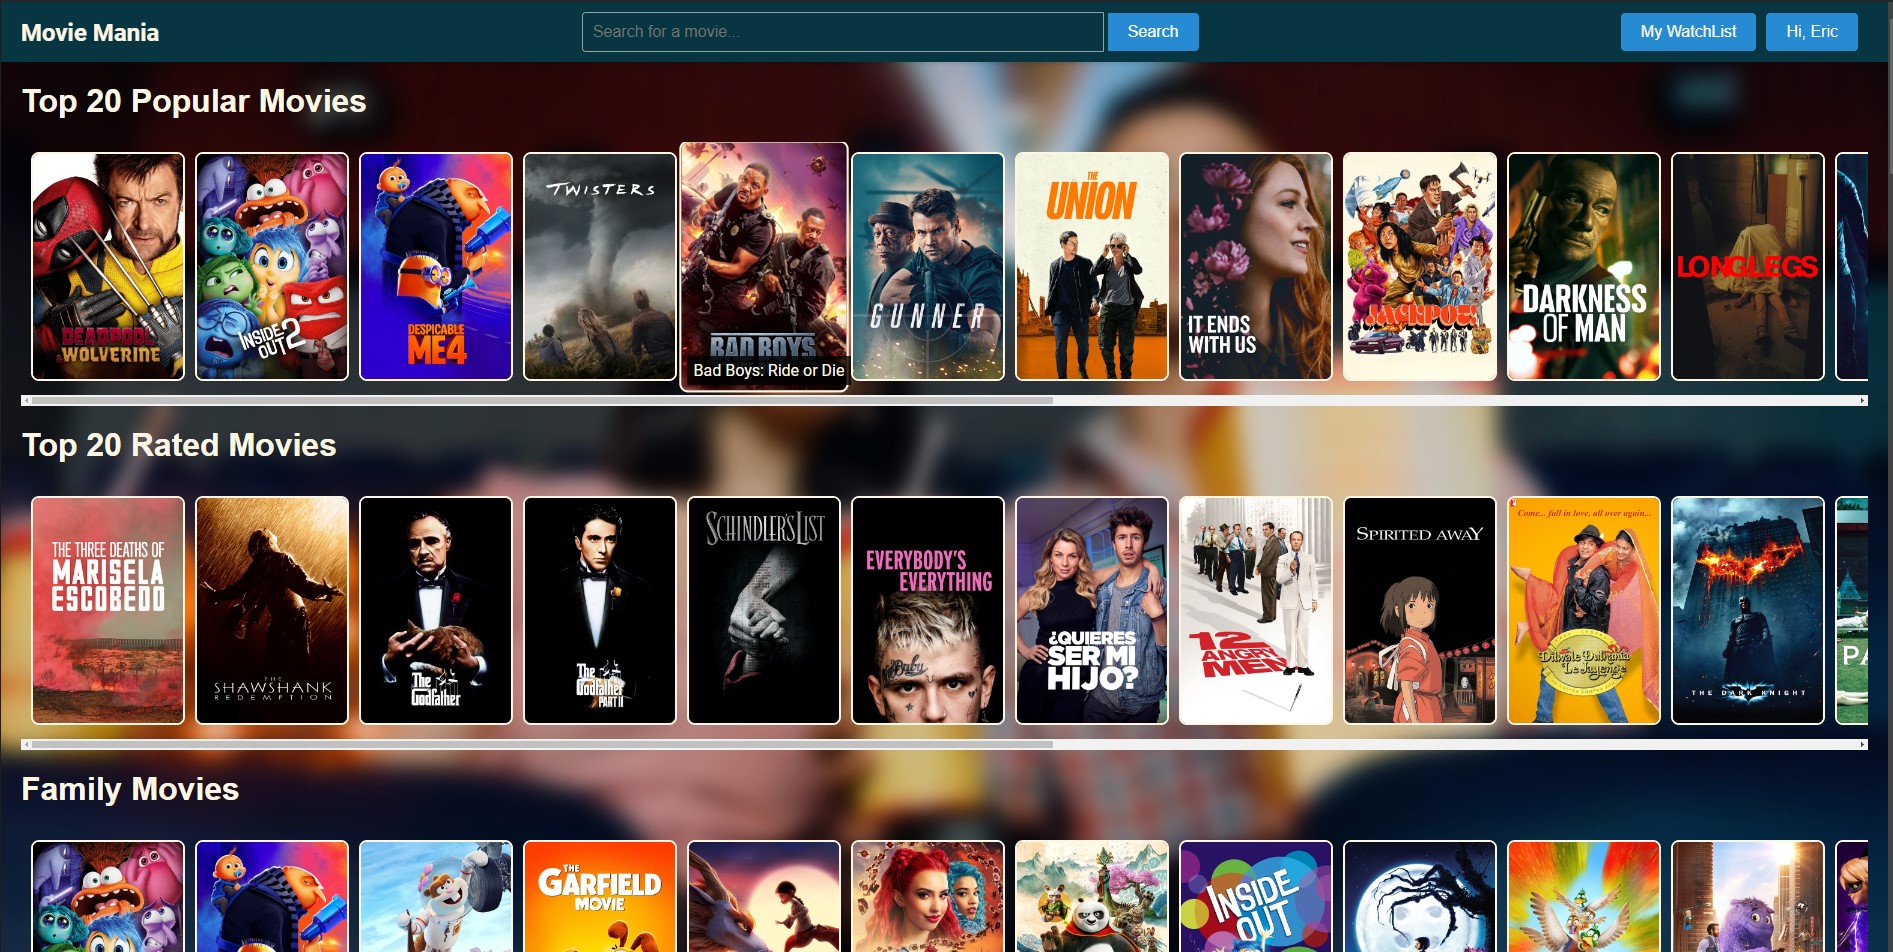 Movie Mania
Search for a movie...
Search
My WatchList
Hi, Eric
Top 20 Popular Movies
DEADPOOL
WOLVERINE
INSIDE
OUT 2
DESPICABLE
ME4
TWISTERS
BAD BOYS
Bad Boys: Ride or Die
GUNNER
THE
UNION
IT ENDS
WITH US
JACKPOT!
DARKNESS
OF MAN
LONGLEGS
Top 20 Rated Movies
THE THREE DEATHS OF
MARISELA
ESCOBEDO
THE
SHAWSHANK
REDEMPTION
The
Godfather
The
Godfather
PART II
SCHINDLER'S LIST
EVERYBODY'S
EVERYTHING
Baby
¿QUIERES
SER MI
HIJO?
12
ANGRY
MEN
SPIRITED AWAY
Come... fall in love, all over again...
Dilwale Dulhania
Le Jayenge
THE DARK KNIGHT
PA
Family Movies
THE
GARFIELD
MOVIE
INSIDE
OUT